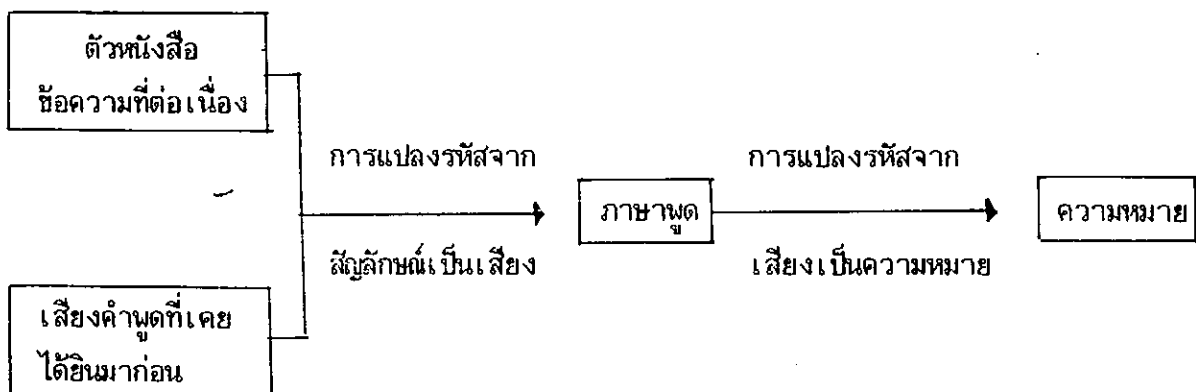 ตัวหนังสือ
ข้อความที่ต่อเนื่อง
การแปลงรหัสจาก
สัญลักษณ์เป็นเสียง
ภาษาพูด
การแปลงรหัสจาก
เสียงเป็นความหมาย
ความหมาย
เสียงคำพูดที่เคย
ได้ยินมาก่อน